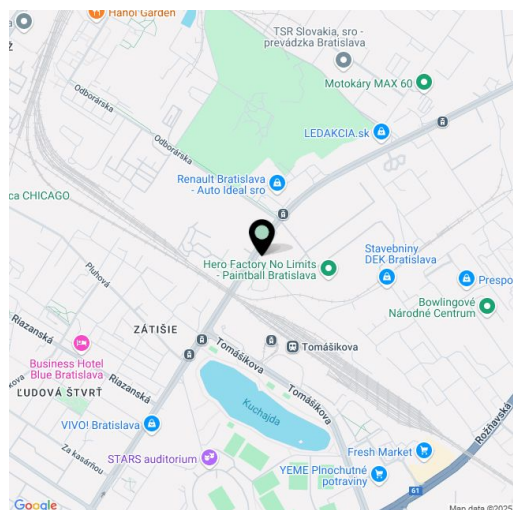 Hanoi Garden
TSR Slovakia, sro -
prevádzka Bratislava
Ž
Motokáry MAX 60
Odborárska
LEDAKCIA.sk
Odborárska
Renault Bratislava
- Auto Ideal sro
ca CHICAGO
Stavebniny
DEK Bratislava
Hero Factory No Limits
- Paintball Bratislava
Prespo
Pluhová
Bowlingové
Národné Centrum
Riazanská
ZÁTIŠIE
Tomášikova
Tomášikova
Business Hotel
Blue Bratislava
Riazanská
Tomášikova
ĽUDOVÁ ŠTVRŤ
Kuchajda
Rožňavská
VIVO! Bratislava
Za kasárňou
STARS auditorium
Fresh Market
YEME Plnochutné
potraviny
61
Google
Map data ©2025